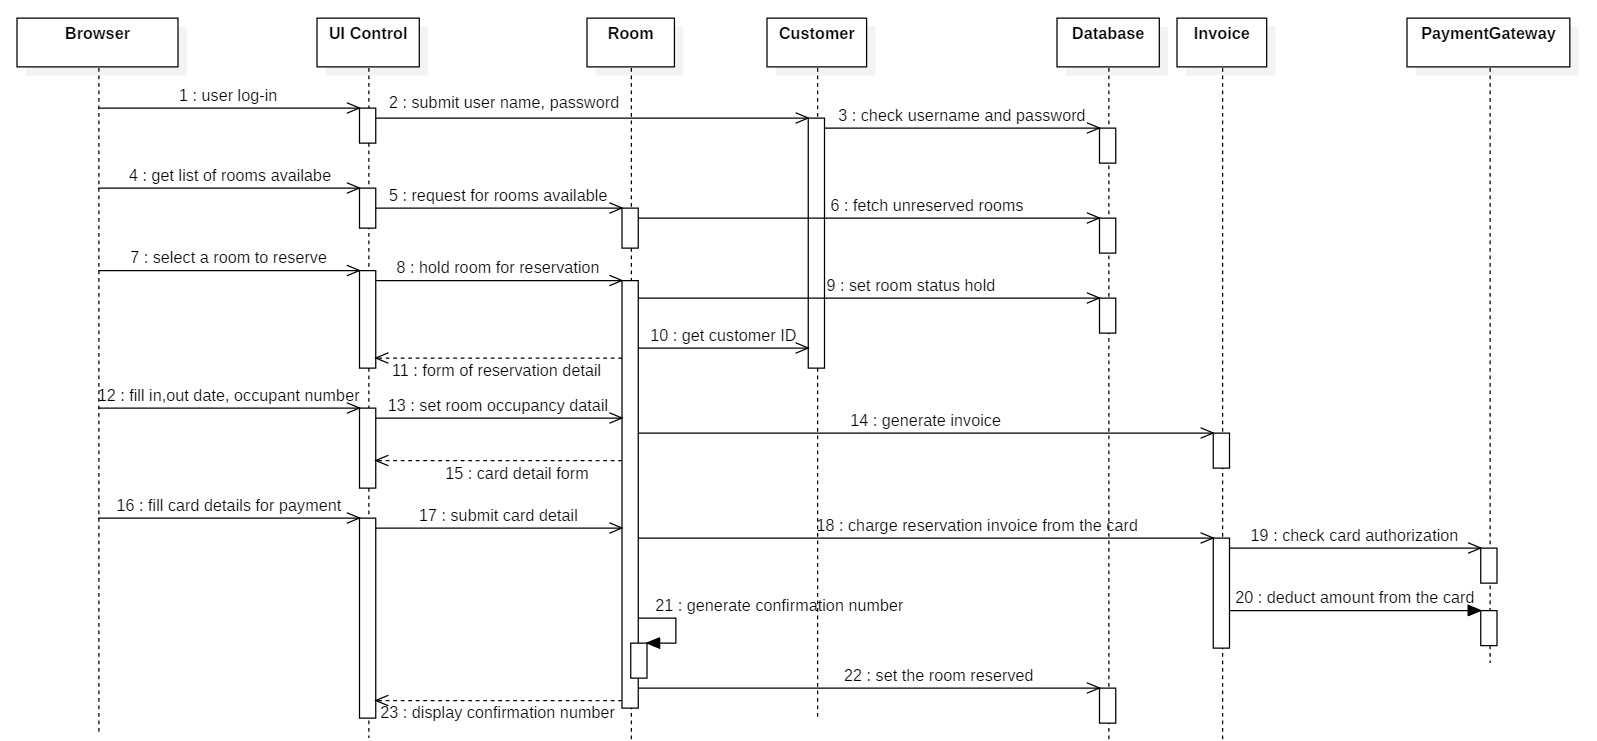 Browser
UI Control
Room
Customer
Database
Invoice
PaymentGateway
1 : user log-in
2 : submit user name, password
3 : check username and password
4 : get list of rooms availabe
5 : request for rooms available
6 : fetch unreserved rooms
7 : select a room to reserve
8 : hold room for reservation
9 : set room status hold
10 : get customer ID
11 : form of reservation detail
12 : fill in,out date, occupant number
13 : set room occupancy datail
14 : generate invoice
15 : card detail form
16 : fill card details for payment
17 : submit card detail
18 : charge reservation invoice from the card
19 : check card authorization
20 : deduct amount from the card
21 : generate confirmation number
22 : set the room reserved
23 : display confirmation number